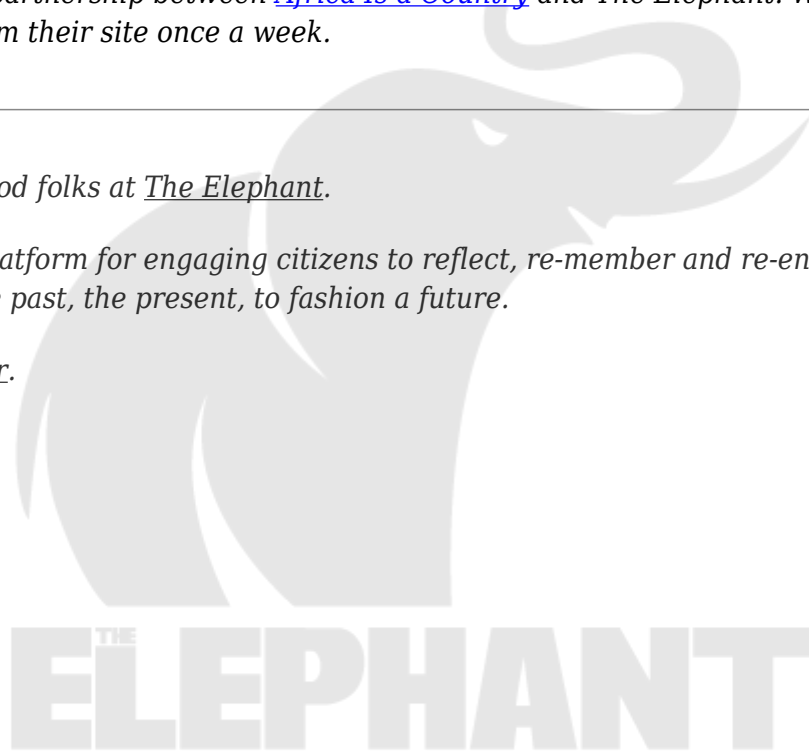 partnership between Africa Is a Country and The Elephant.
m their site once a week.
od folks at The Elephant.
atform for engaging citizens to reflect, re-member and re-en
past, the present, to fashion a future.
r.
THE
ELEPHANT